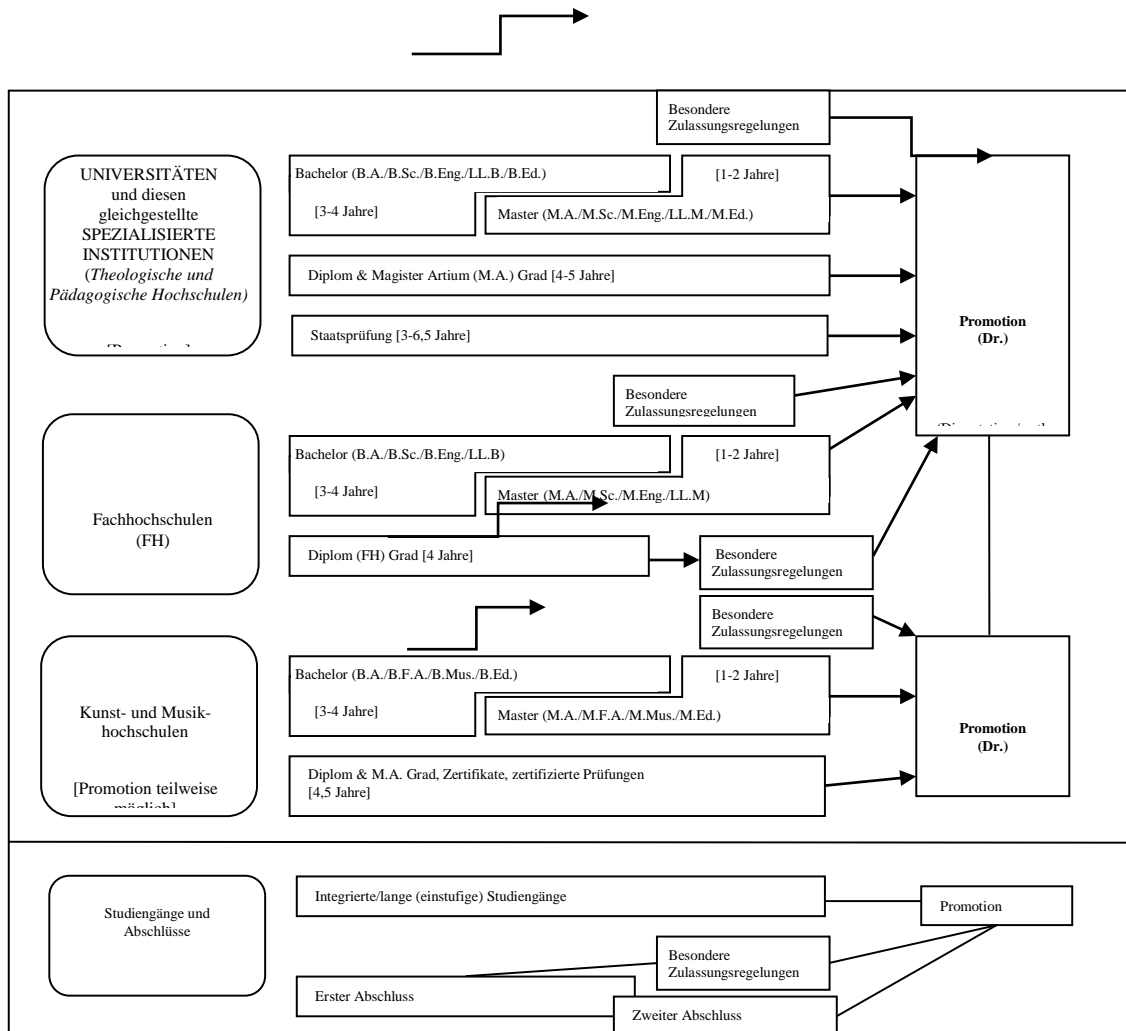 Besondere
Zulassungsregelungen
UNIVERSITÄTEN
und diesen
gleichgestellte
SPEZIALISIERTE
INSTITUTIONEN
(Theologische und
Pädagogische Hochschulen)
Bachelor (B.A./B.Sc./B.Eng./LL.B./B.Ed.)
[3-4 Jahre]
[1-2 Jahre]
Master (M.A./M.Sc./M.Eng./LL.M./M.Ed.)
Diplom & Magister Artium (M.A.) Grad [4-5 Jahre]
Staatsprüfung [3-6,5 Jahre]
Promotion
(Dr.)
Besondere
Zulassungsregelungen
Fachhochschulen
(FH)
Bachelor (B.A./B.Sc./B.Eng./LL.B)
[3-4 Jahre]
[1-2 Jahre]
Master (M.A./M.Sc./M.Eng./LL.M)
Diplom (FH) Grad [4 Jahre]
Besondere
Zulassungsregelungen
Besondere
Zulassungsregelungen
Kunst- und Musik-
hochschulen
[Promotion teilweise
möglich]
Bachelor (B.A./B.F.A./B.Mus./B.Ed.)
[3-4 Jahre]
[1-2 Jahre]
Master (M.A./M.F.A./M.Mus./M.Ed.)
Diplom & M.A. Grad, Zertifikate, zertifizierte Prüfungen
[4,5 Jahre]
Promotion
(Dr.)
Studiengänge und
Abschlüsse
Integrierte/lange (einstufige) Studiengänge
Promotion
Besondere
Zulassungsregelungen
Erster Abschluss
Zweiter Abschluss